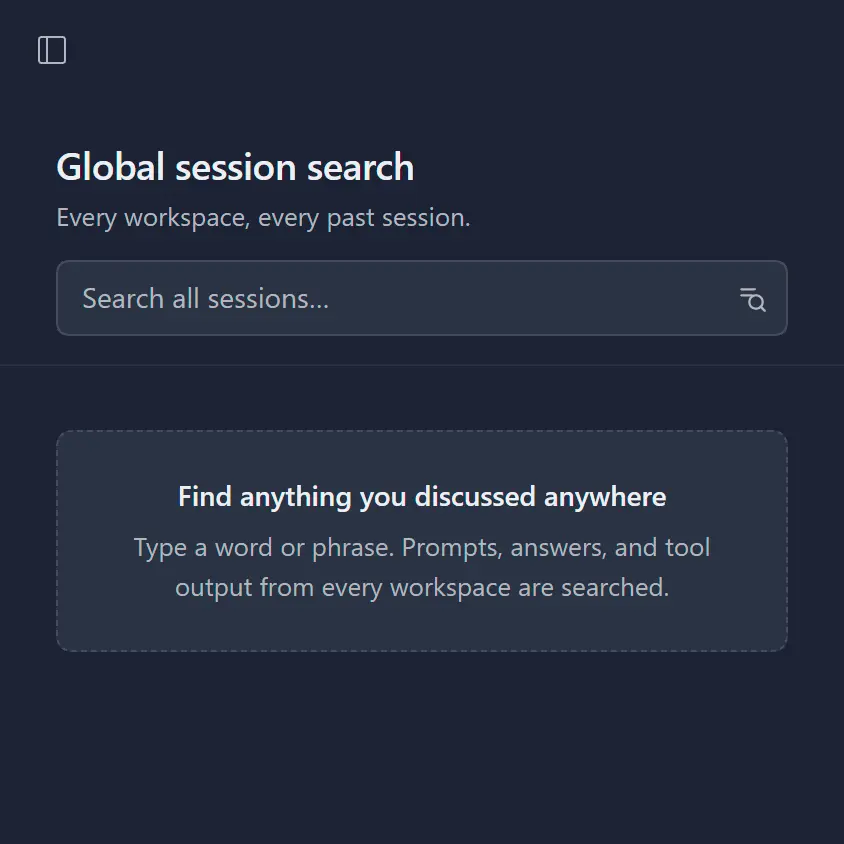 Global session search
Every workspace, every past session.
Search all sessions...
Find anything you discussed anywhere
Type a word or phrase. Prompts, answers, and tool
output from every workspace are searched.